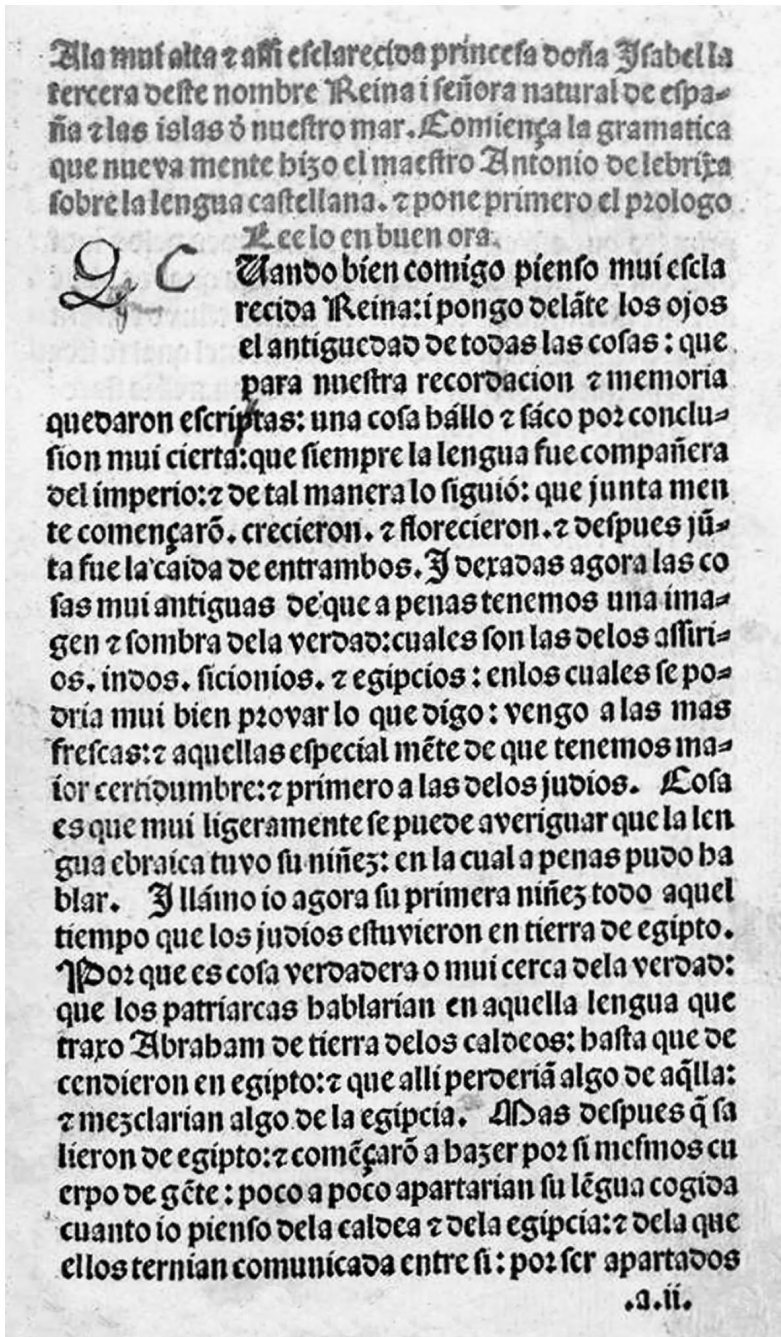 Ala mui alta ⁊ assi esclarecida princesa doña Isabel la
tercera deste nombre Reina i señora natural de espa-
ña ⁊ las islas đ nuestro mar. Comiença la gramatica
que nueva mente hizo el maestro Antonio de lebrixa
sobre la lengua castellana. ⁊ pone primero el prologo
Lee lo en buen ora.
Q C
Uando bien comigo pienso mui escla
recida Reina: i pongo delãte los ojos
el antiguedad de todas las cosas: que
para nuestra recordacion ⁊ memoria
quedaron escriptas: una cosa hállo ⁊ sáco por conclu-
sion mui cierta: que siempre la lengua fue compañera
del imperio: ⁊ de tal manera lo siguió: que junta men
te començarõ. crecieron. ⁊ florecieron. ⁊ despues jũ-
ta fue la caida de entrambos. I dexadas agora las co
sas mui antiguas de que a penas tenemos una ima-
gen ⁊ sombra dela verdad: cuales son las delos assiri-
os. indos. sicionios. ⁊ egipcios: enlos cuales se po-
dria mui bien provar lo que digo: vengo a las mas
frescas: ⁊ aquellas especial mẽte de que tenemos ma-
ior certidumbre: ⁊ primero a las delos judios. Cosa
es que mui ligeramente se puede averiguar que la len
gua ebraica tuvo su niñez: en la cual a penas pudo ha
blar. I llámo io agora su primera niñez todo aquel
tiempo que los judios estuvieron en tierra de egipto.
Por que es cosa verdadera o mui cerca dela verdad:
que los patriarcas hablarian en aquella lengua que
traxo Abraham de tierra delos caldeos: hasta que de
cendieron en egipto: ⁊ que alli perderiã algo de aq̃lla:
⁊ mezclarian algo de la egipcia. Mas despues q̃ sa
lieron de egipto: ⁊ comẽçarõ a hazer por si mesmos cu
erpo de gẽte: poco a poco apartarian su lẽgua cogida
cuanto io pienso dela caldea ⁊ dela egipcia: ⁊ dela que
ellos ternian comunicada entre si: por ser apartados
.a.ii.